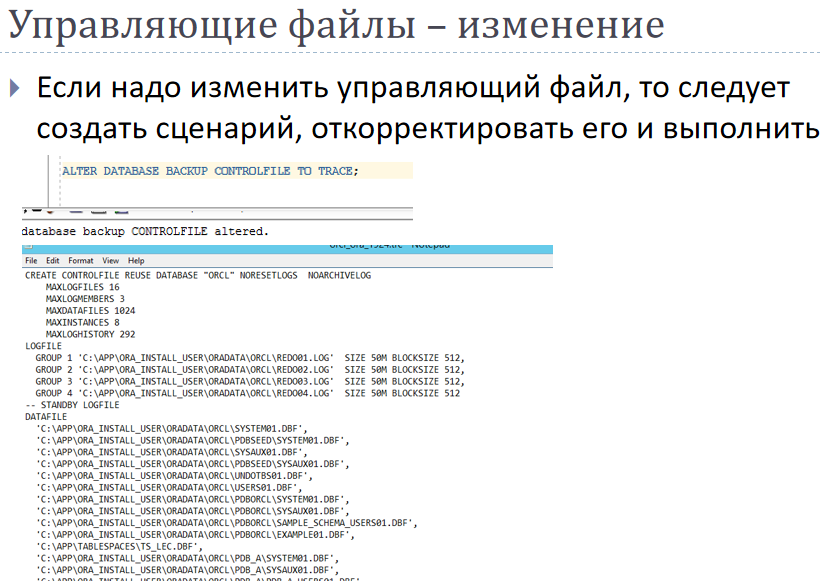 Управляющие файлы – изменение
Если надо изменить управляющий файл, то следует
создать сценарий, откорректировать его и выполнить
ALTER DATABASE BACKUP CONTROLFILE TO TRACE;
database backup CONTROLFILE altered.
File Edit Format View Help
CREATE CONTROLFILE REUSE DATABASE "ORCL" NORESETLOGS NOARCHIVELOG
MAXLOGFILES 16
MAXLOGMEMBERS 3
MAXDATAFILES 1024
MAXINSTANCES 8
MAXLOGHISTORY 292
LOGFILE
GROUP 1 'C:\APP\ORA_INSTALL_USER\ORADATA\ORCL\REDO01.LOG' SIZE 50M BLOCKSIZE 512,
GROUP 2 'C:\APP\ORA_INSTALL_USER\ORADATA\ORCL\REDO02.LOG' SIZE 50M BLOCKSIZE 512,
GROUP 3 'C:\APP\ORA_INSTALL_USER\ORADATA\ORCL\REDO03.LOG' SIZE 50M BLOCKSIZE 512,
GROUP 4 'C:\APP\ORA_INSTALL_USER\ORADATA\ORCL\REDO04.LOG' SIZE 50M BLOCKSIZE 512
-- STANDBY LOGFILE
DATAFILE
'C:\APP\ORA_INSTALL_USER\ORADATA\ORCL\SYSTEM01.DBF',
'C:\APP\ORA_INSTALL_USER\ORADATA\ORCL\PDBSEED\SYSTEM01.DBF',
'C:\APP\ORA_INSTALL_USER\ORADATA\ORCL\SYSAUX01.DBF',
'C:\APP\ORA_INSTALL_USER\ORADATA\ORCL\PDBSEED\SYSAUX01.DBF',
'C:\APP\ORA_INSTALL_USER\ORADATA\ORCL\UNDOTBS01.DBF',
'C:\APP\ORA_INSTALL_USER\ORADATA\ORCL\USERS01.DBF',
'C:\APP\ORA_INSTALL_USER\ORADATA\ORCL\PDBORCL\SYSTEM01.DBF',
'C:\APP\ORA_INSTALL_USER\ORADATA\ORCL\PDBORCL\SYSAUX01.DBF',
'C:\APP\ORA_INSTALL_USER\ORADATA\ORCL\PDBORCL\SAMPLE_SCHEMA_USERS01.DBF',
'C:\APP\ORA_INSTALL_USER\ORADATA\ORCL\PDBORCL\EXAMPLE01.DBF',
'C:\APP\TABLESPACES\TS_LEC.DBF',
'C:\APP\ORA_INSTALL_USER\ORADATA\ORCL\PDB_A\SYSTEM01.DBF',
'C:\APP\ORA_INSTALL_USER\ORADATA\ORCL\PDB_A\SYSAUX01.DBF',